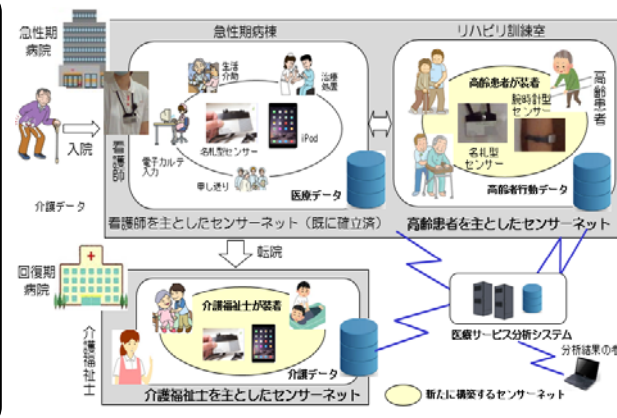 急性期
病院
急性期病棟
リハビリ訓練室
生活
介助
治療
処置
高齢患者が装着
腕時計型
センサー
高齢患者
iPod
名札型センサー
名札型
センサー
入院
看護師
電子カルテ
入力
申し送り
介護データ
医療データ
高齢者行動データ
看護師を主としたセンサーネット（既に確立済）
高齢患者を主としたセンサーネット
転院
回復期
病院
介護福祉士が装着
医療サービス分析システム
介護福祉士
介護データ
分析結果の
介護福祉士を主としたセンサーネット
新たに構築するセンサーネット